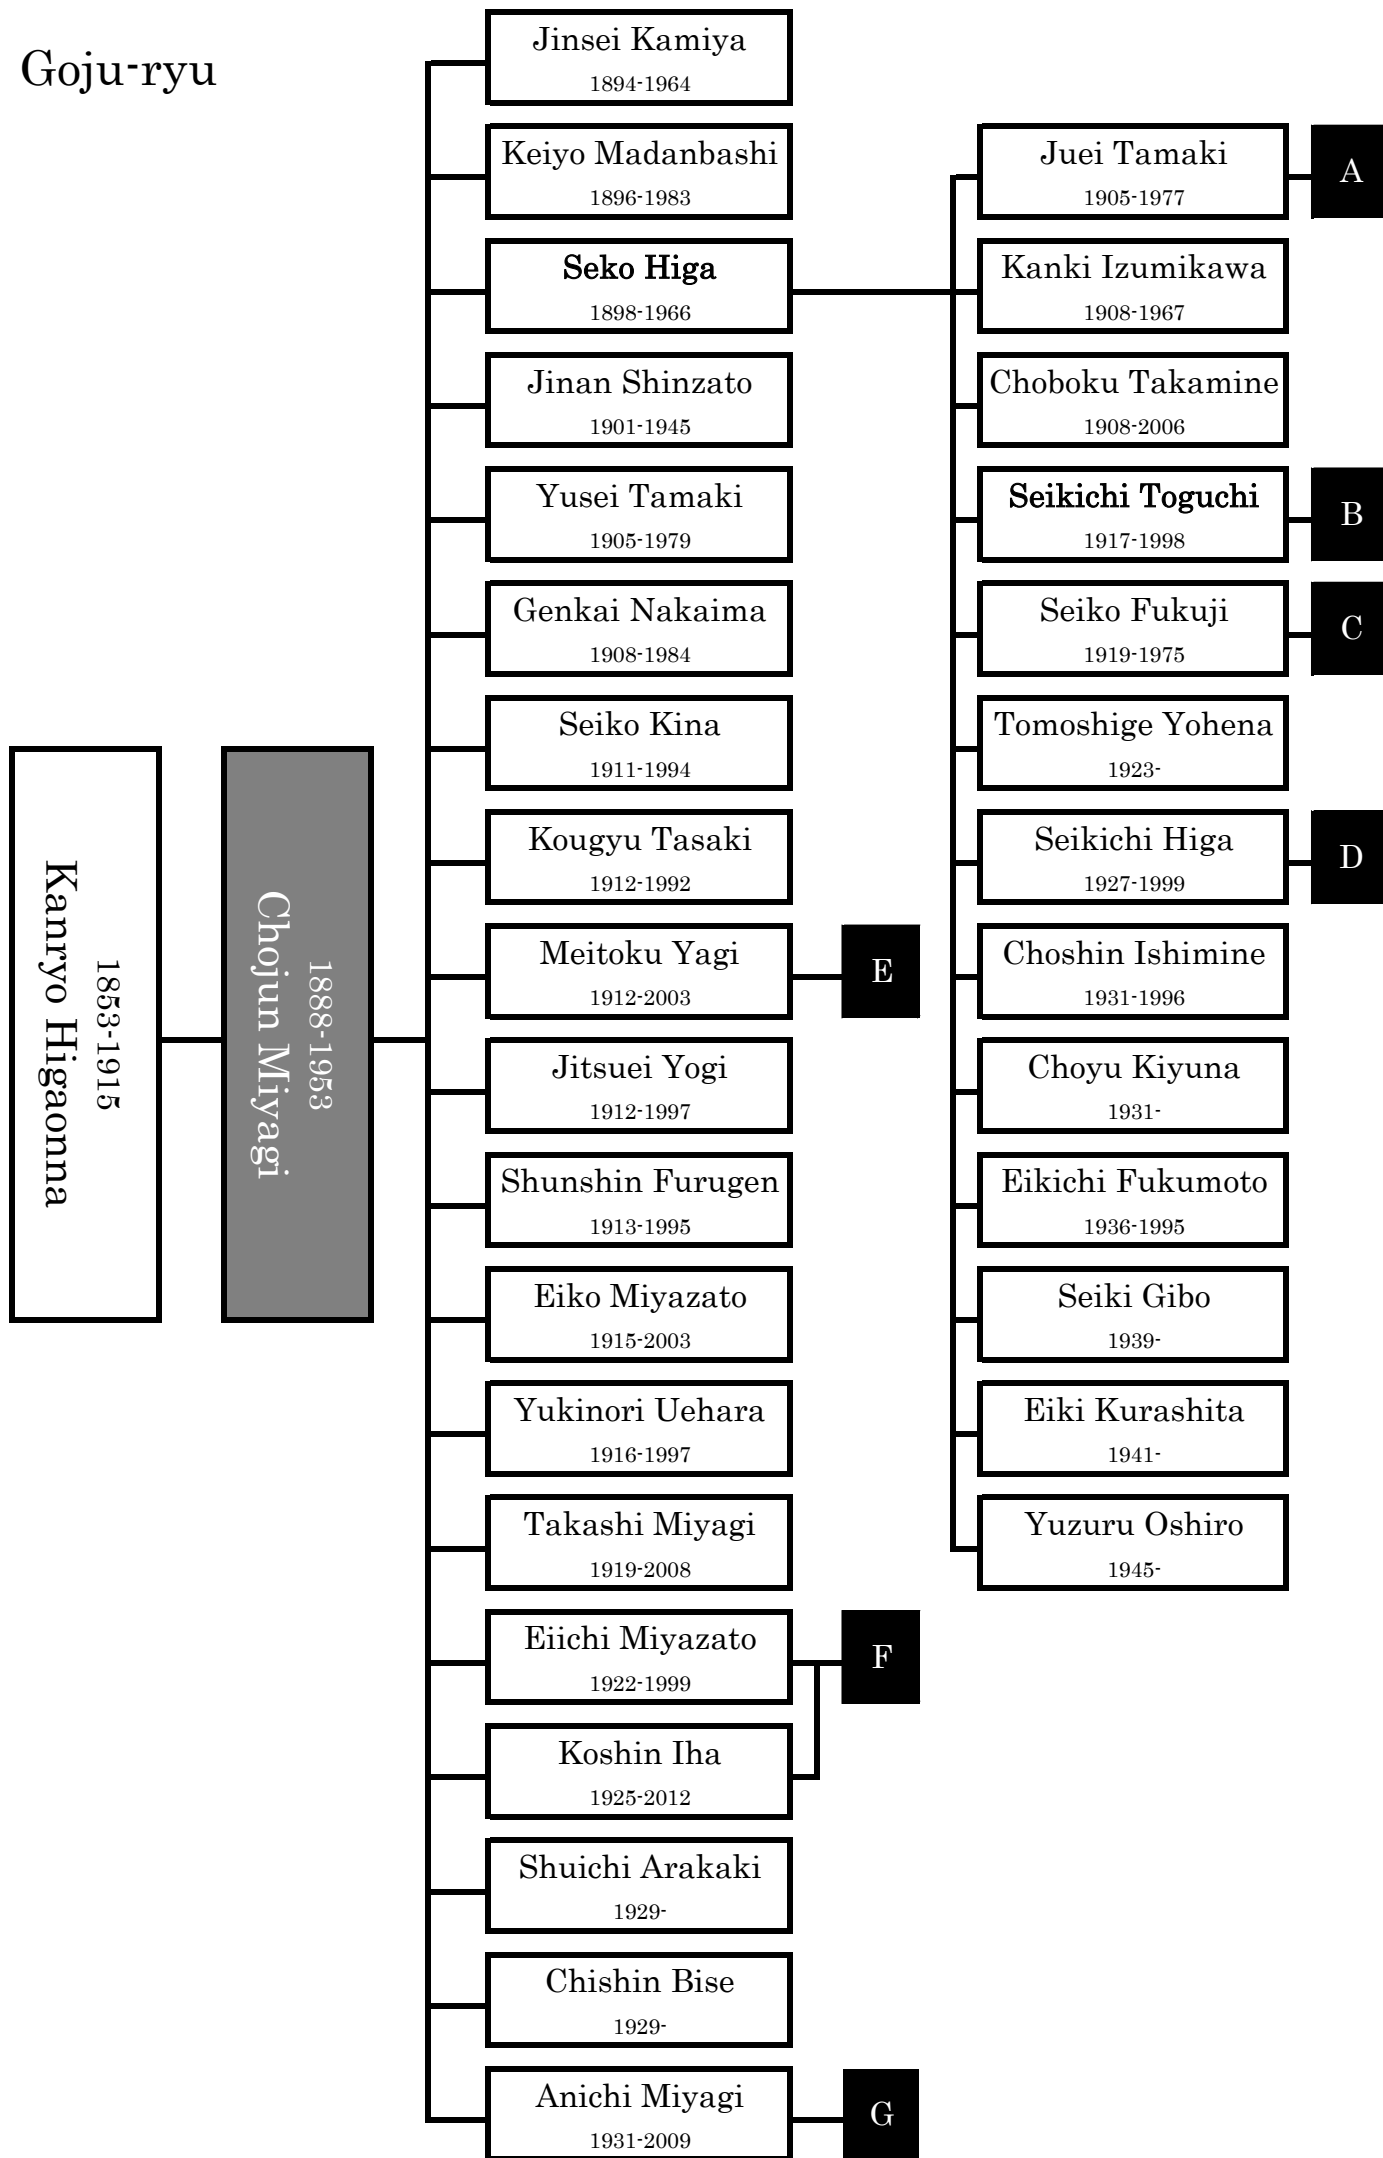 Goju-ryu
Kanryo Higaonna
1853-1915
Chojun Miyagi
1888-1953
Jinsei Kamiya
1894-1964
Keiyo Madanbashi
1896-1983
Seko Higa
1898-1966
Jinan Shinzato
1901-1945
Yusei Tamaki
1905-1979
Genkai Nakaima
1908-1984
Seiko Kina
1911-1994
Kougyu Tasaki
1912-1992
Meitoku Yagi
1912-2003
E
Jitsuei Yogi
1912-1997
Shunshin Furugen
1913-1995
Eiko Miyazato
1915-2003
Yukinori Uehara
1916-1997
Takashi Miyagi
1919-2008
Eiichi Miyazato
1922-1999
F
Koshin Iha
1925-2012
Shuichi Arakaki
1929-
Chishin Bise
1929-
Anichi Miyagi
1931-2009
G
Juei Tamaki
1905-1977
A
Kanki Izumikawa
1908-1967
Choboku Takamine
1908-2006
Seikichi Toguchi
1917-1998
B
Seiko Fukuji
1919-1975
C
Tomoshige Yohena
1923-
Seikichi Higa
1927-1999
D
Choshin Ishimine
1931-1996
Choyu Kiyuna
1931-
Eikichi Fukumoto
1936-1995
Seiki Gibo
1939-
Eiki Kurashita
1941-
Yuzuru Oshiro
1945-